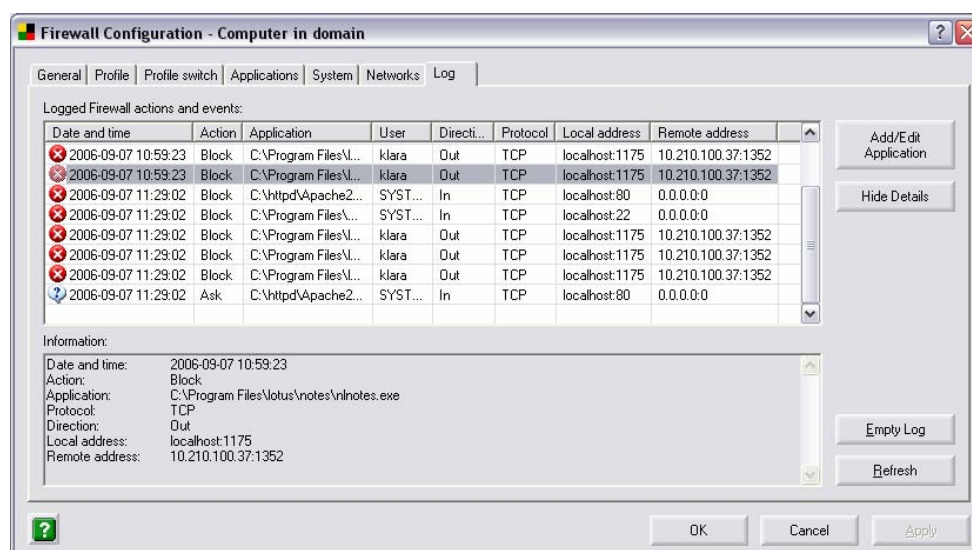 Firewall Configuration - Computer in domain
General Profile Profile switch Applications System Networks Log
Logged Firewall actions and events:
Date and time Action Application User Directi... Protocol Local address Remote address
2006-09-07 10:59:23 Block C:\Program Files\l... klara Out TCP localhost:1175 10.210.100.37:1352
2006-09-07 10:59:23 Block C:\Program Files\l... klara Out TCP localhost:1175 10.210.100.37:1352
2006-09-07 11:29:02 Block C:\httpd\Apache2... SYST... In TCP localhost:80 0.0.0.0:0
2006-09-07 11:29:02 Block C:\Program Files\... SYST... In TCP localhost:22 0.0.0.0:0
2006-09-07 11:29:02 Block C:\Program Files\l... klara Out TCP localhost:1175 10.210.100.37:1352
2006-09-07 11:29:02 Block C:\Program Files\l... klara Out TCP localhost:1175 10.210.100.37:1352
2006-09-07 11:29:02 Block C:\Program Files\l... klara Out TCP localhost:1175 10.210.100.37:1352
2006-09-07 11:29:02 Ask C:\httpd\Apache2... SYST... In TCP localhost:80 0.0.0.0:0
Add/Edit
Application
Hide Details
Information:
Date and time: 2006-09-07 10:59:23
Action: Block
Application: C:\Program Files\lotus\notes\nlnotes.exe
Protocol: TCP
Direction: Out
Local address: localhost:1175
Remote address: 10.210.100.37:1352
Empty Log
Refresh
OK Cancel Apply